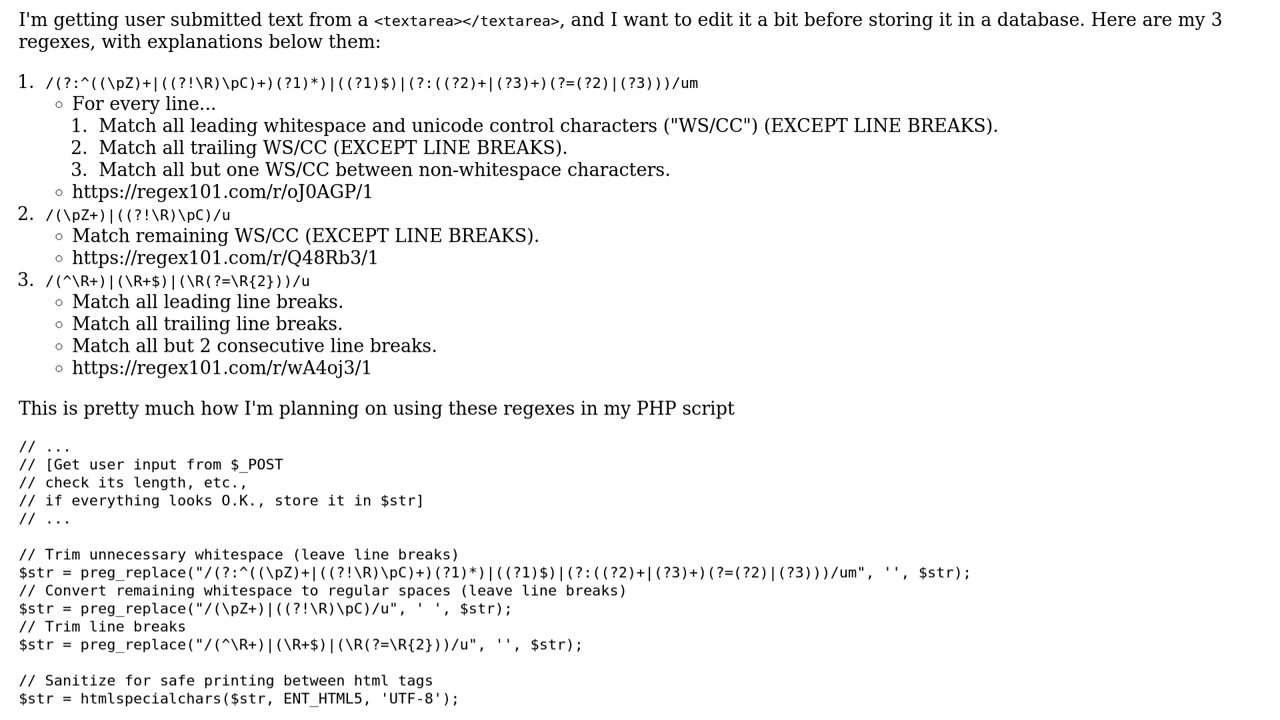 I'm getting user submitted text from a <textarea></textarea>, and I want to edit it a bit before storing it in a database. Here are my 3
regexes, with explanations below them:
1. /(?:^((\pZ)+|((?!\R)\pC)+)(?1)*)|((?1)$)|(?:((?2)+|(?3)+)(?=(?2)|(?3)))/um
◦ For every line...
1. Match all leading whitespace and unicode control characters ("WS/CC") (EXCEPT LINE BREAKS).
2. Match all trailing WS/CC (EXCEPT LINE BREAKS).
3. Match all but one WS/CC between non-whitespace characters.
◦ https://regex101.com/r/oJ0AGP/1
2. /(\pZ+)|((?!\R)\pC)/u
◦ Match remaining WS/CC (EXCEPT LINE BREAKS).
◦ https://regex101.com/r/Q48Rb3/1
3. /(^\R+)|(\R+$)|(\R(?=\R{2}))/u
◦ Match all leading line breaks.
◦ Match all trailing line breaks.
◦ Match all but 2 consecutive line breaks.
◦ https://regex101.com/r/wA4oj3/1
This is pretty much how I'm planning on using these regexes in my PHP script
// ...
// [Get user input from $_POST
// check its length, etc.,
// if everything looks O.K., store it in $str]
// ...
// Trim unnecessary whitespace (leave line breaks)
$str = preg_replace("/(?:^((\pZ)+|((?!\R)\pC)+)(?1)*)|((?1)$)|(?:((?2)+|(?3)+)(?=(?2)|(?3)))/um", '', $str);
// Convert remaining whitespace to regular spaces (leave line breaks)
$str = preg_replace("/(\pZ+)|((?!\R)\pC)/u", ' ', $str);
// Trim line breaks
$str = preg_replace("/(^\R+)|(\R+$)|(\R(?=\R{2}))/u", '', $str);
// Sanitize for safe printing between html tags
$str = htmlspecialchars($str, ENT_HTML5, 'UTF-8');